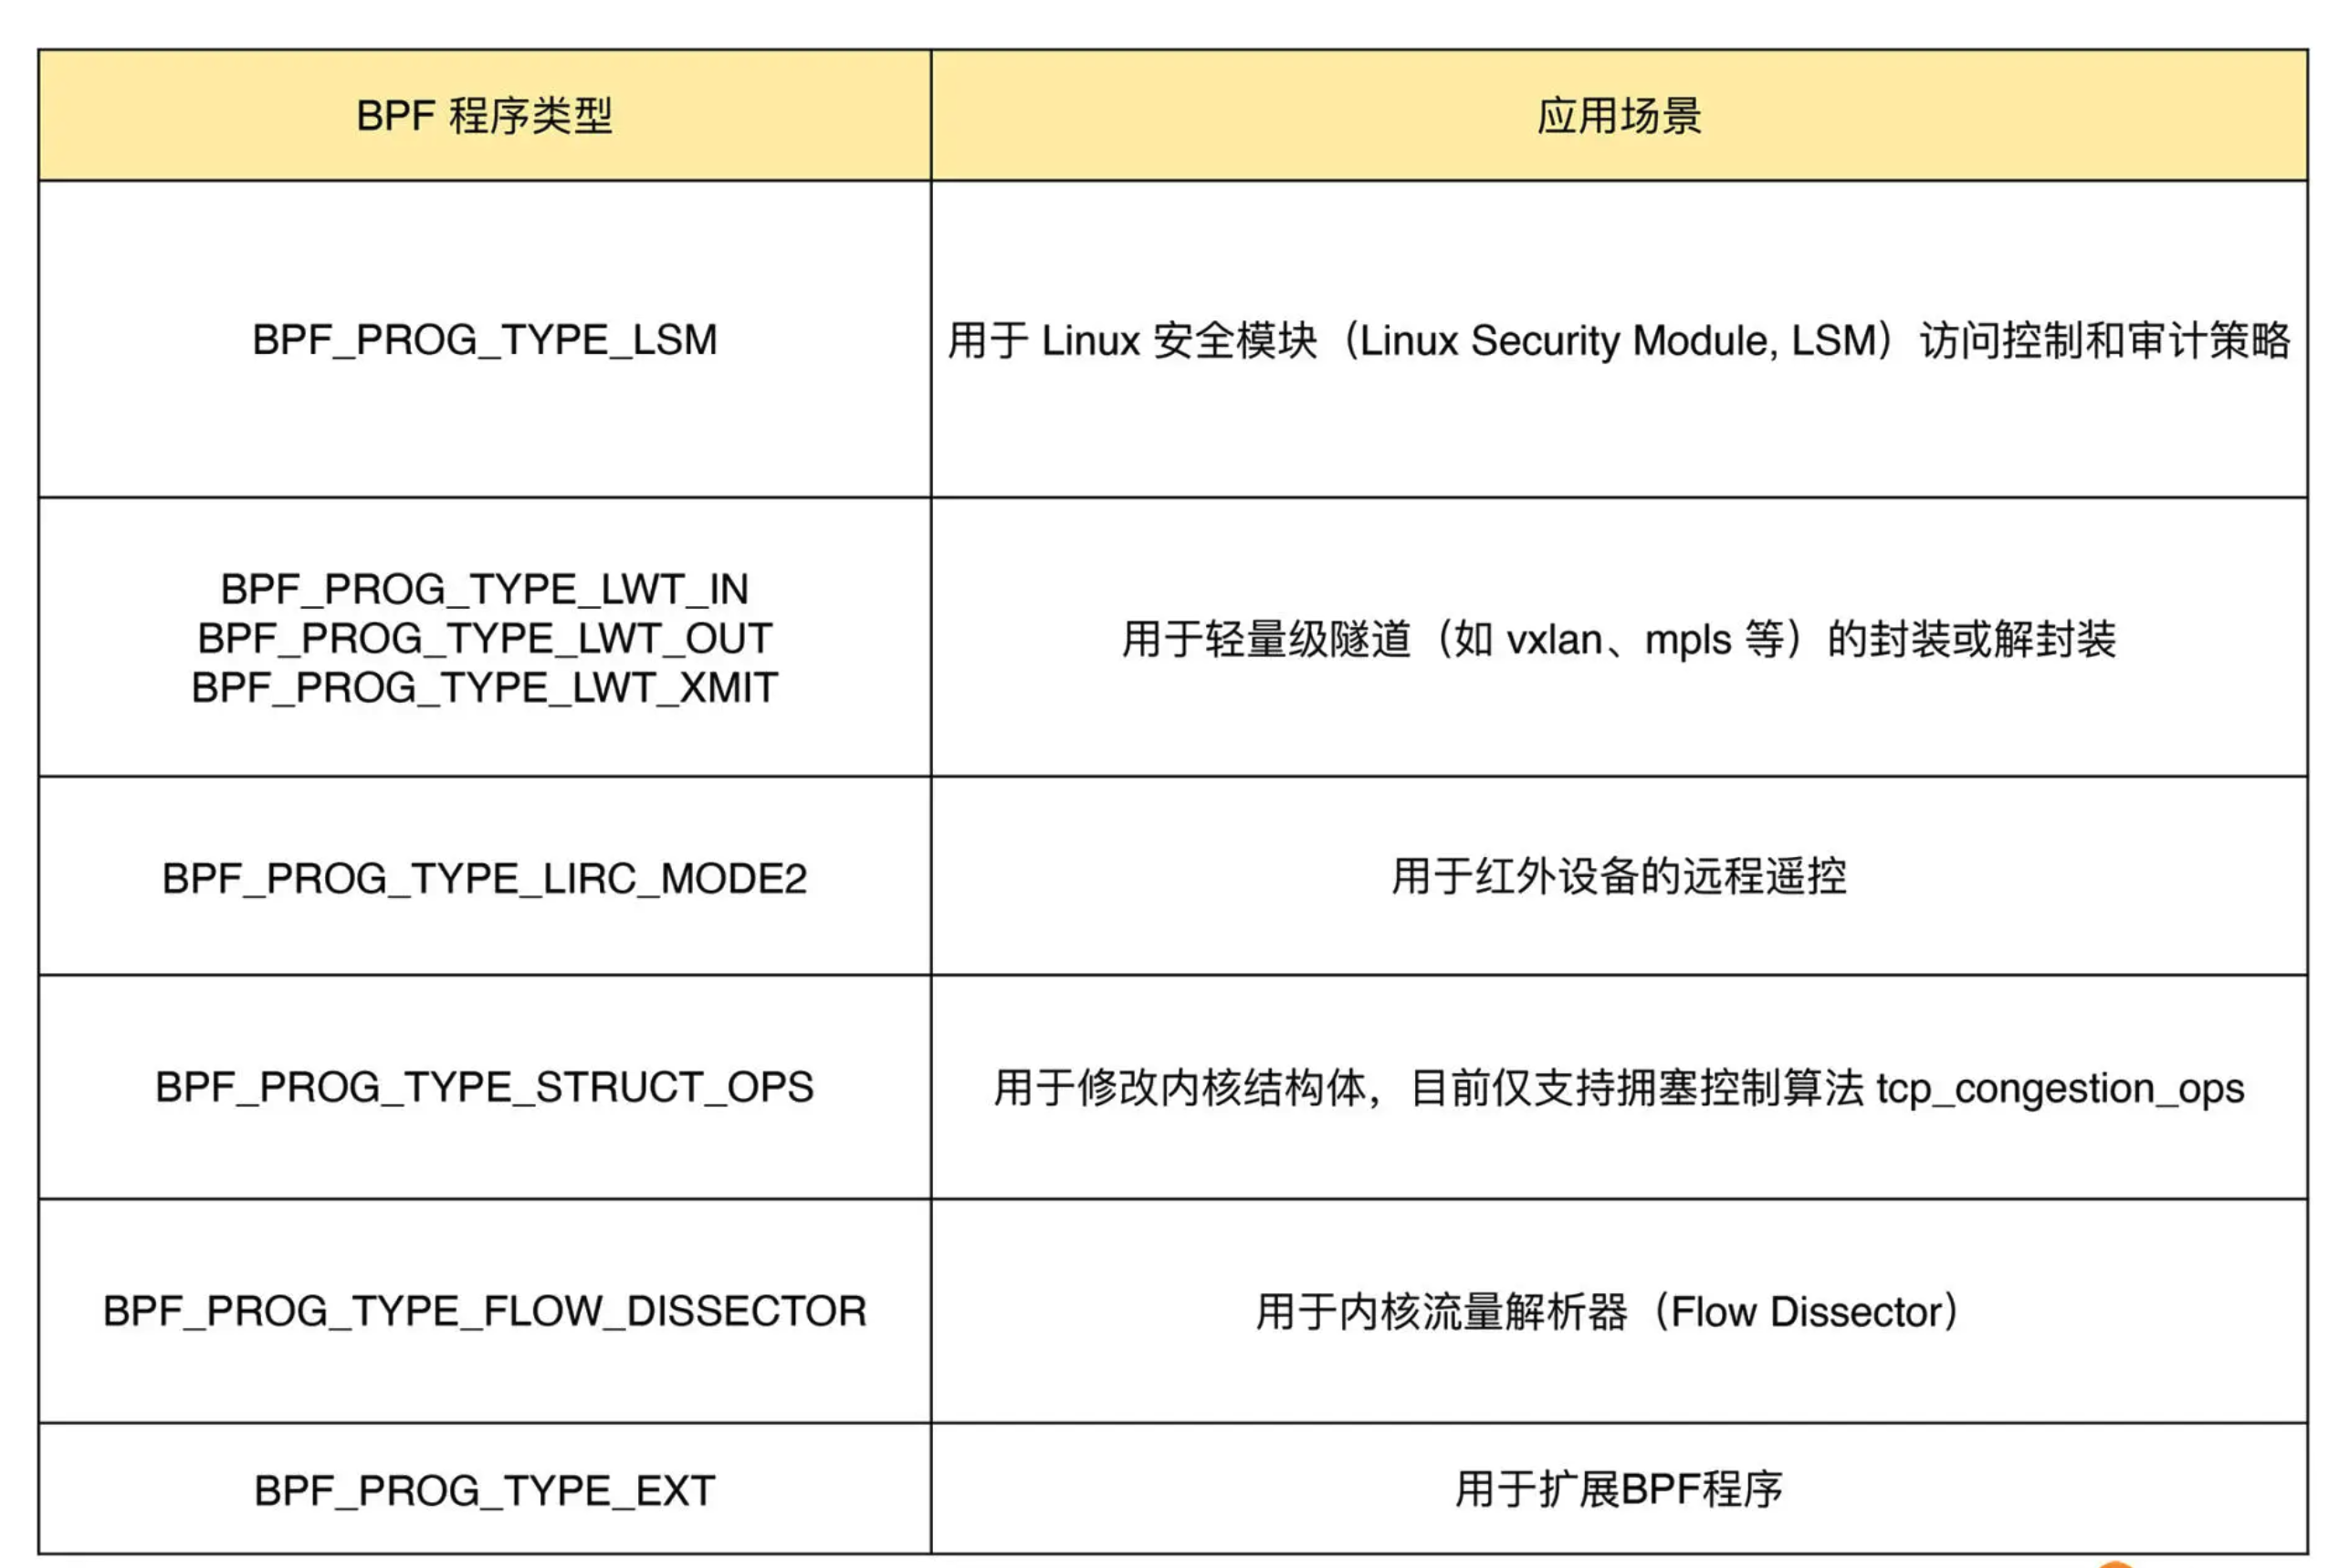 BPF 程序类型
应用场景
BPF_PROG_TYPE_LSM
用于 Linux 安全模块（Linux Security Module, LSM）访问控制和审计策略
BPF_PROG_TYPE_LWT_IN
BPF_PROG_TYPE_LWT_OUT
BPF_PROG_TYPE_LWT_XMIT
用于轻量级隧道（如 vxlan、mpls 等）的封装或解封装
BPF_PROG_TYPE_LIRC_MODE2
用于红外设备的远程遥控
BPF_PROG_TYPE_STRUCT_OPS
用于修改内核结构体，目前仅支持拥塞控制算法 tcp_congestion_ops
BPF_PROG_TYPE_FLOW_DISSECTOR
用于内核流量解析器（Flow Dissector）
BPF_PROG_TYPE_EXT
用于扩展BPF程序